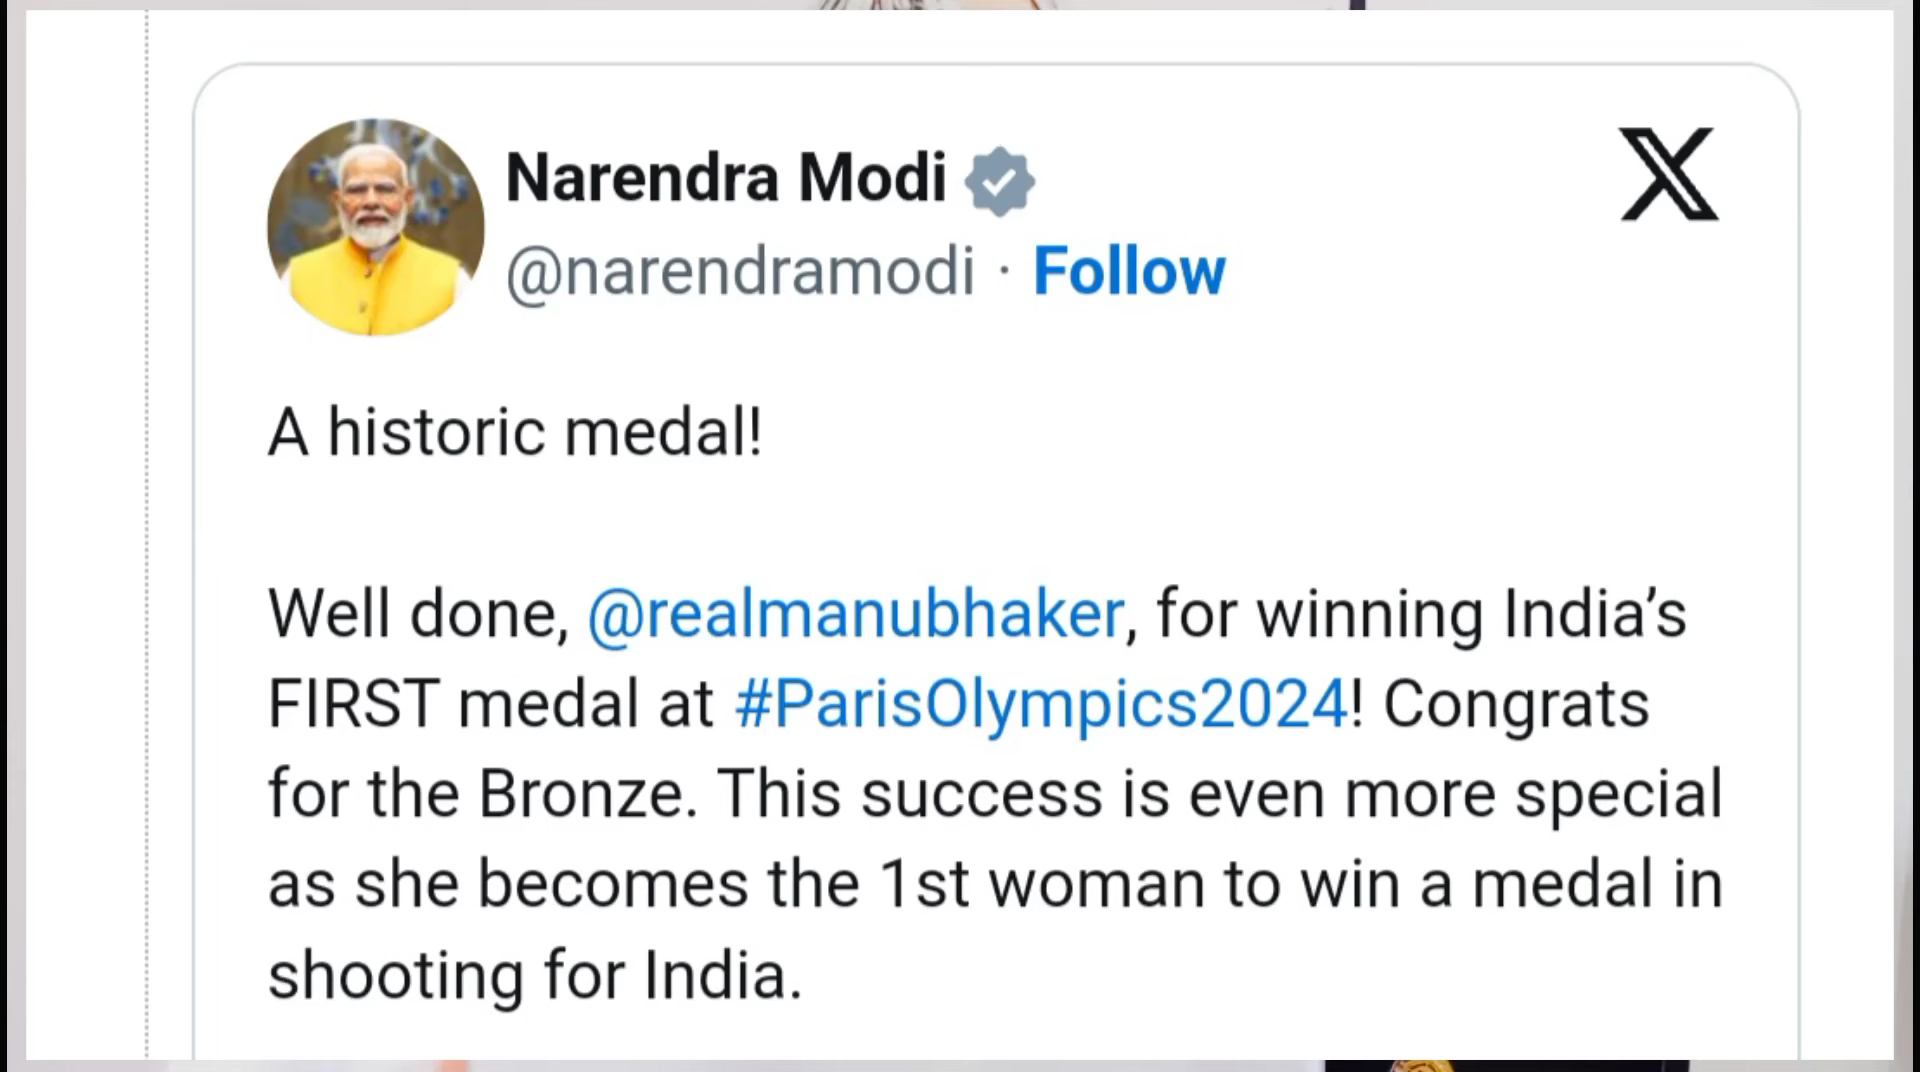 Narendra Modi
@narendramodi · Follow
A historic medal!
Well done, @realmanubhaker, for winning India’s
FIRST medal at #ParisOlympics2024! Congrats
for the Bronze. This success is even more special
as she becomes the 1st woman to win a medal in
shooting for India.